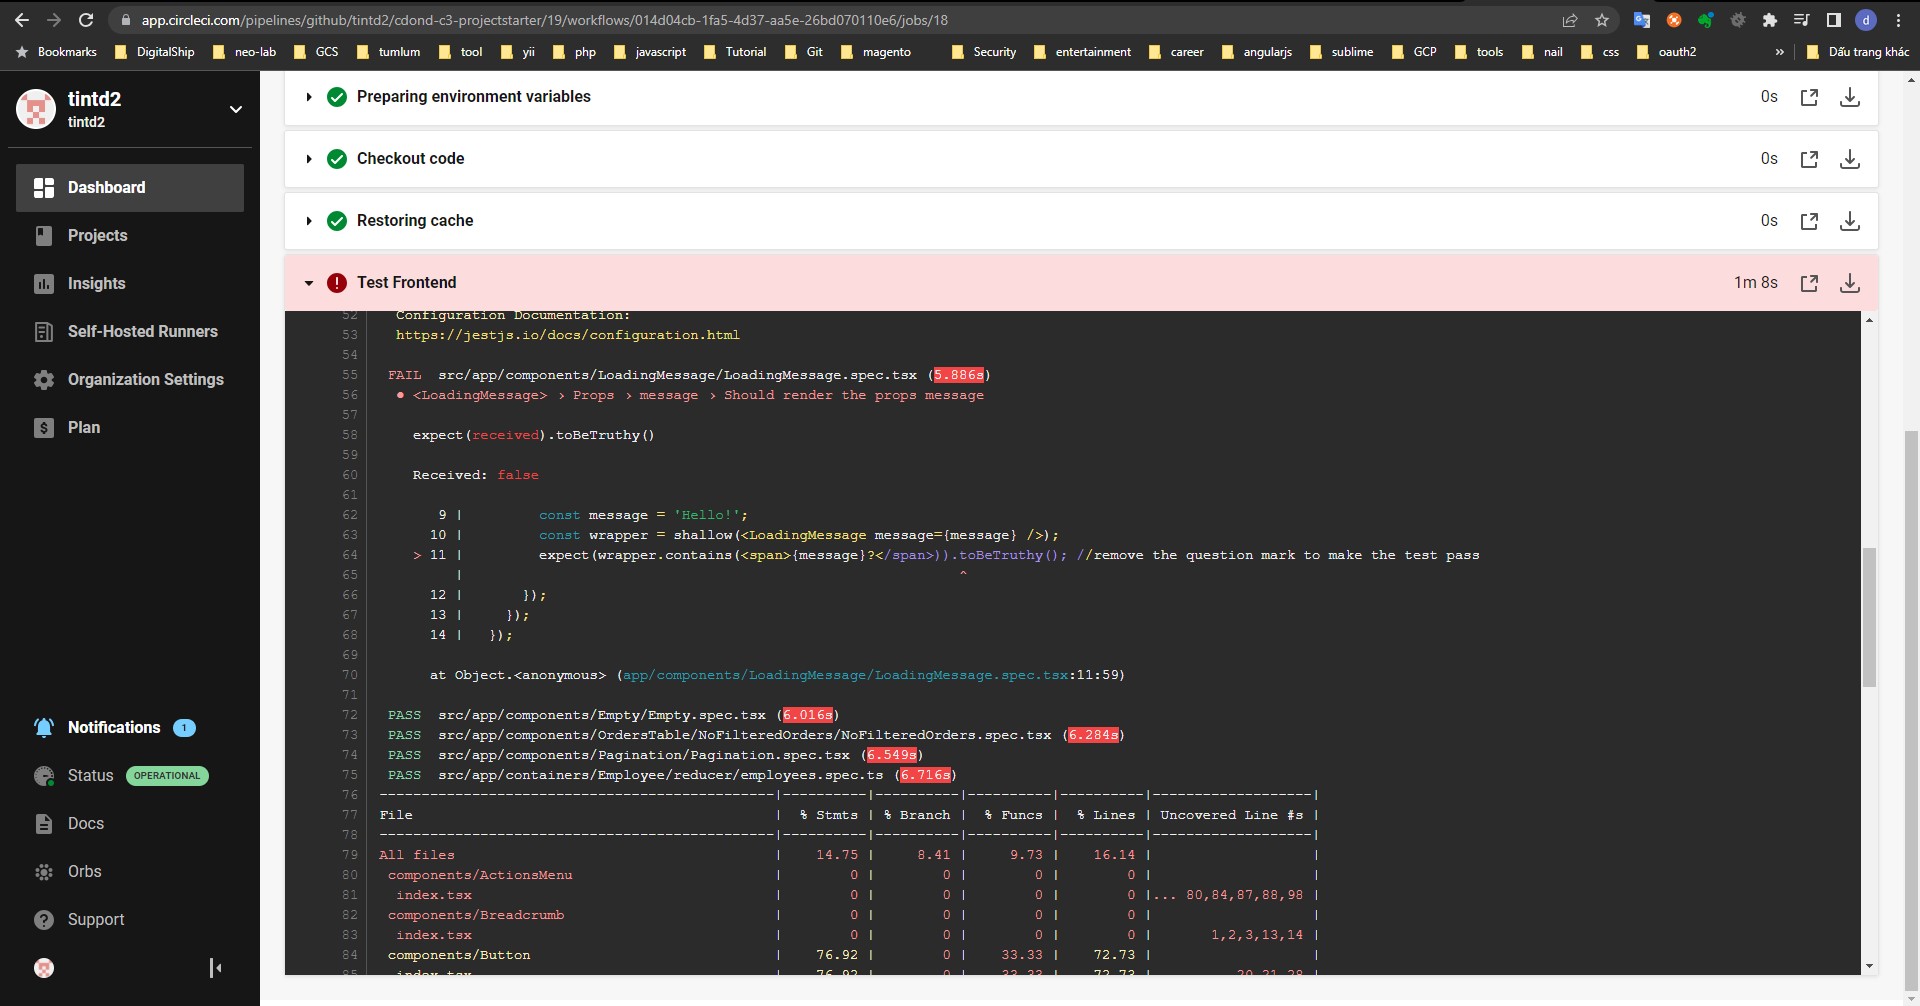 app.circleci.com/pipelines/github/tintd2/cdond-c3-projectstarter/19/workflows/014d04cb-1fa5-4d37-aa5e-26bd070110e6/jobs/18
d
Bookmarks DigitalShip neo-lab GCS tumlum tool yii php javascript Tutorial Git magento Security entertainment career angularjs sublime GCP tools nail css oauth2 » Dấu trang khác
tintd2
tintd2
Dashboard
Projects
Insights
Self-Hosted Runners
Organization Settings
Plan
Notifications 1
Status OPERATIONAL
Docs
Orbs
Support
Preparing environment variables 0s
Checkout code 0s
Restoring cache 0s
Test Frontend 1m 8s
52 Configuration Documentation:
53 https://jestjs.io/docs/configuration.html
54
55 FAIL src/app/components/LoadingMessage/LoadingMessage.spec.tsx (5.886s)
56 ● <LoadingMessage> › Props › message › Should render the props message
57
58 expect(received).toBeTruthy()
59
60 Received: false
61
62 9 | const message = 'Hello!';
63 10 | const wrapper = shallow(<LoadingMessage message={message} />);
64 > 11 | expect(wrapper.contains(<span>{message}?</span>)).toBeTruthy(); //remove the question mark to make the test pass
65 | ^
66 12 | });
67 13 | });
68 14 | });
69
70 at Object.<anonymous> (app/components/LoadingMessage/LoadingMessage.spec.tsx:11:59)
71
72 PASS src/app/components/Empty/Empty.spec.tsx (6.016s)
73 PASS src/app/components/OrdersTable/NoFilteredOrders/NoFilteredOrders.spec.tsx (6.284s)
74 PASS src/app/components/Pagination/Pagination.spec.tsx (6.549s)
75 PASS src/app/containers/Employee/reducer/employees.spec.ts (6.716s)
76 -----------------------------------------------|----------|----------|----------|----------|-------------------|
77 File | % Stmts | % Branch | % Funcs | % Lines | Uncovered Line #s |
78 -----------------------------------------------|----------|----------|----------|----------|-------------------|
79 All files | 14.75 | 8.41 | 9.73 | 16.14 | |
80 components/ActionsMenu | 0 | 0 | 0 | 0 | |
81 index.tsx | 0 | 0 | 0 | 0 |... 80,84,87,88,98 |
82 components/Breadcrumb | 0 | 0 | 0 | 0 | |
83 index.tsx | 0 | 0 | 0 | 0 | 1,2,3,13,14 |
84 components/Button | 76.92 | 0 | 33.33 | 72.73 | |
85 index.tsx | 76.92 | 0 | 33.33 | 72.73 | 20,21,28 |